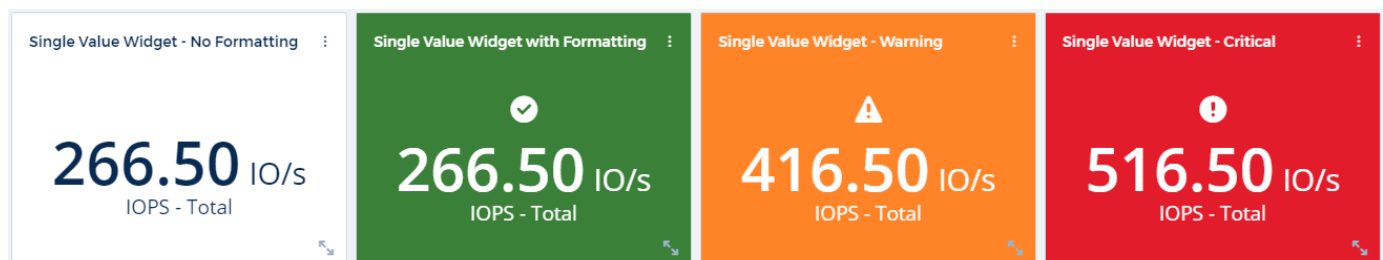 Single Value Widget - No Formatting
266.50 IO/s
IOPS - Total
Single Value Widget with Formatting
266.50 IO/s
IOPS - Total
Single Value Widget - Warning
416.50 IO/s
IOPS - Total
Single Value Widget - Critical
516.50 IO/s
IOPS - Total